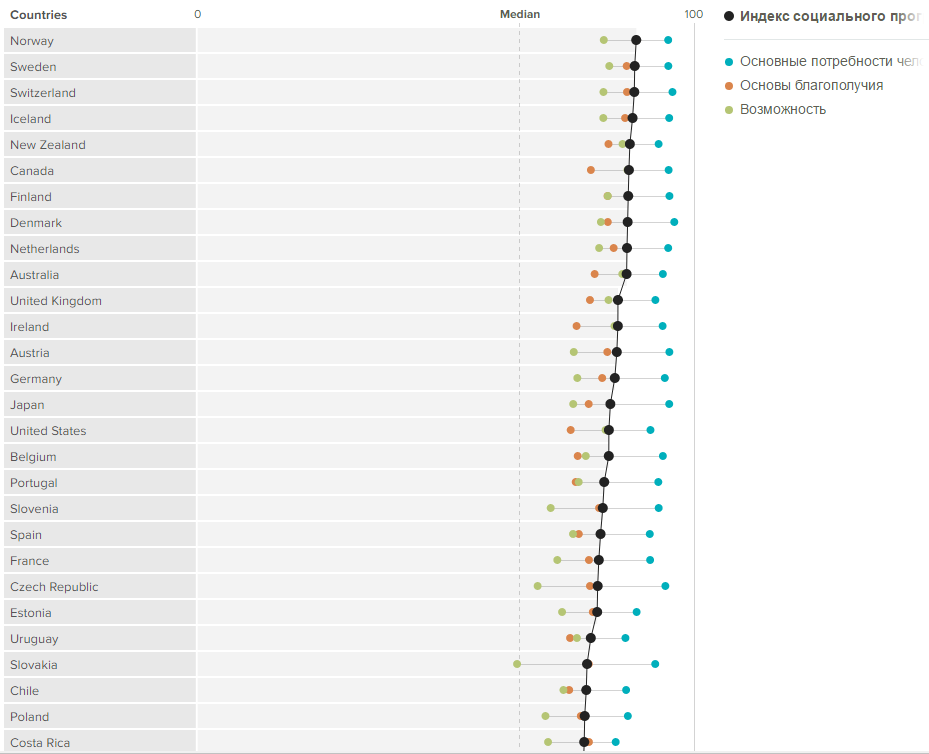 Countries 0 Median 100
Norway
Sweden
Switzerland
Iceland
New Zealand
Canada
Finland
Denmark
Netherlands
Australia
United Kingdom
Ireland
Austria
Germany
Japan
United States
Belgium
Portugal
Slovenia
Spain
France
Czech Republic
Estonia
Uruguay
Slovakia
Chile
Poland
Costa Rica
Индекс социального
Основные потребности
Основы благополучия
Возможность